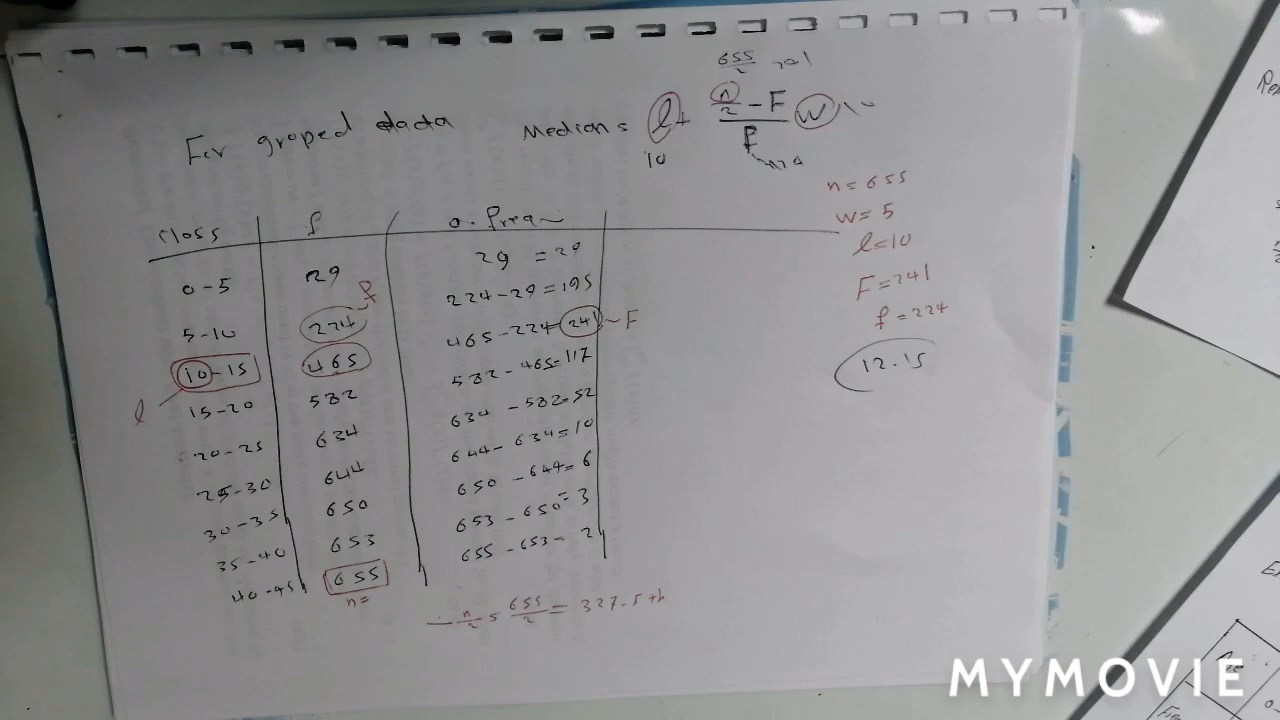 655/2 241
For groped data Median = l + (n/2 - F)/f w
10
n = 655
w = 5
l = 10
F = 241
f = 224
12.15
Closs f o. freq
0-5 29 29 = 29
f
5-10 224 224-29=195
10-15 465 465-224 241 - F
l
15-20 582 582-465=117
20-25 634 634-582=52
25-30 644 644-634=10
30-35 650 650-644=6
35-40 653 653-650=3
40-45 655 655-653= 2
n=
n/2 = 655/2 = 327.5th
MYMOVIE